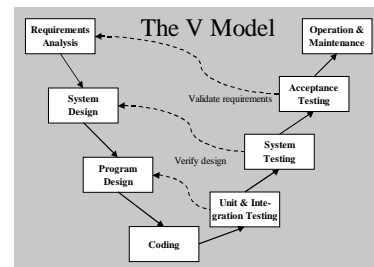 The V Model
Requirements
Analysis
Operation &
Maintenance
System
Design
Validate requirements
Acceptance
Testing
Program
Design
Verify design
System
Testing
Unit & Inte-
gration Testing
Coding